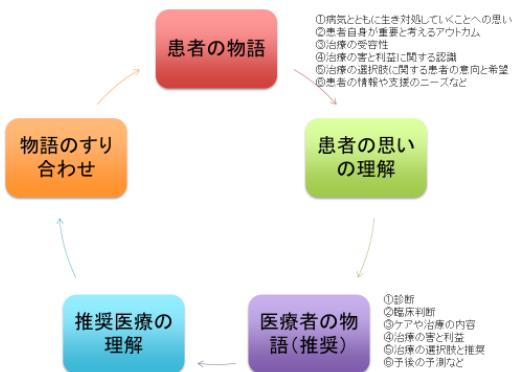 患者の物語
①病気とともに生き対処していくことへの思い
②患者自身が重要と考えるアウトカム
③治療の受容性
④治療の害と利益に関する認識
⑤治療の選択肢に関する患者の意向と希望
⑥患者の情報や支援のニーズなど
患者の思い
の理解
医療者の物
語(推奨)
①診断
②臨床判断
③ケアや治療の内容
④治療の害と利益
⑤治療の選択肢と推奨
⑥予後の予測など
推奨医療の
理解
物語のすり
合わせ